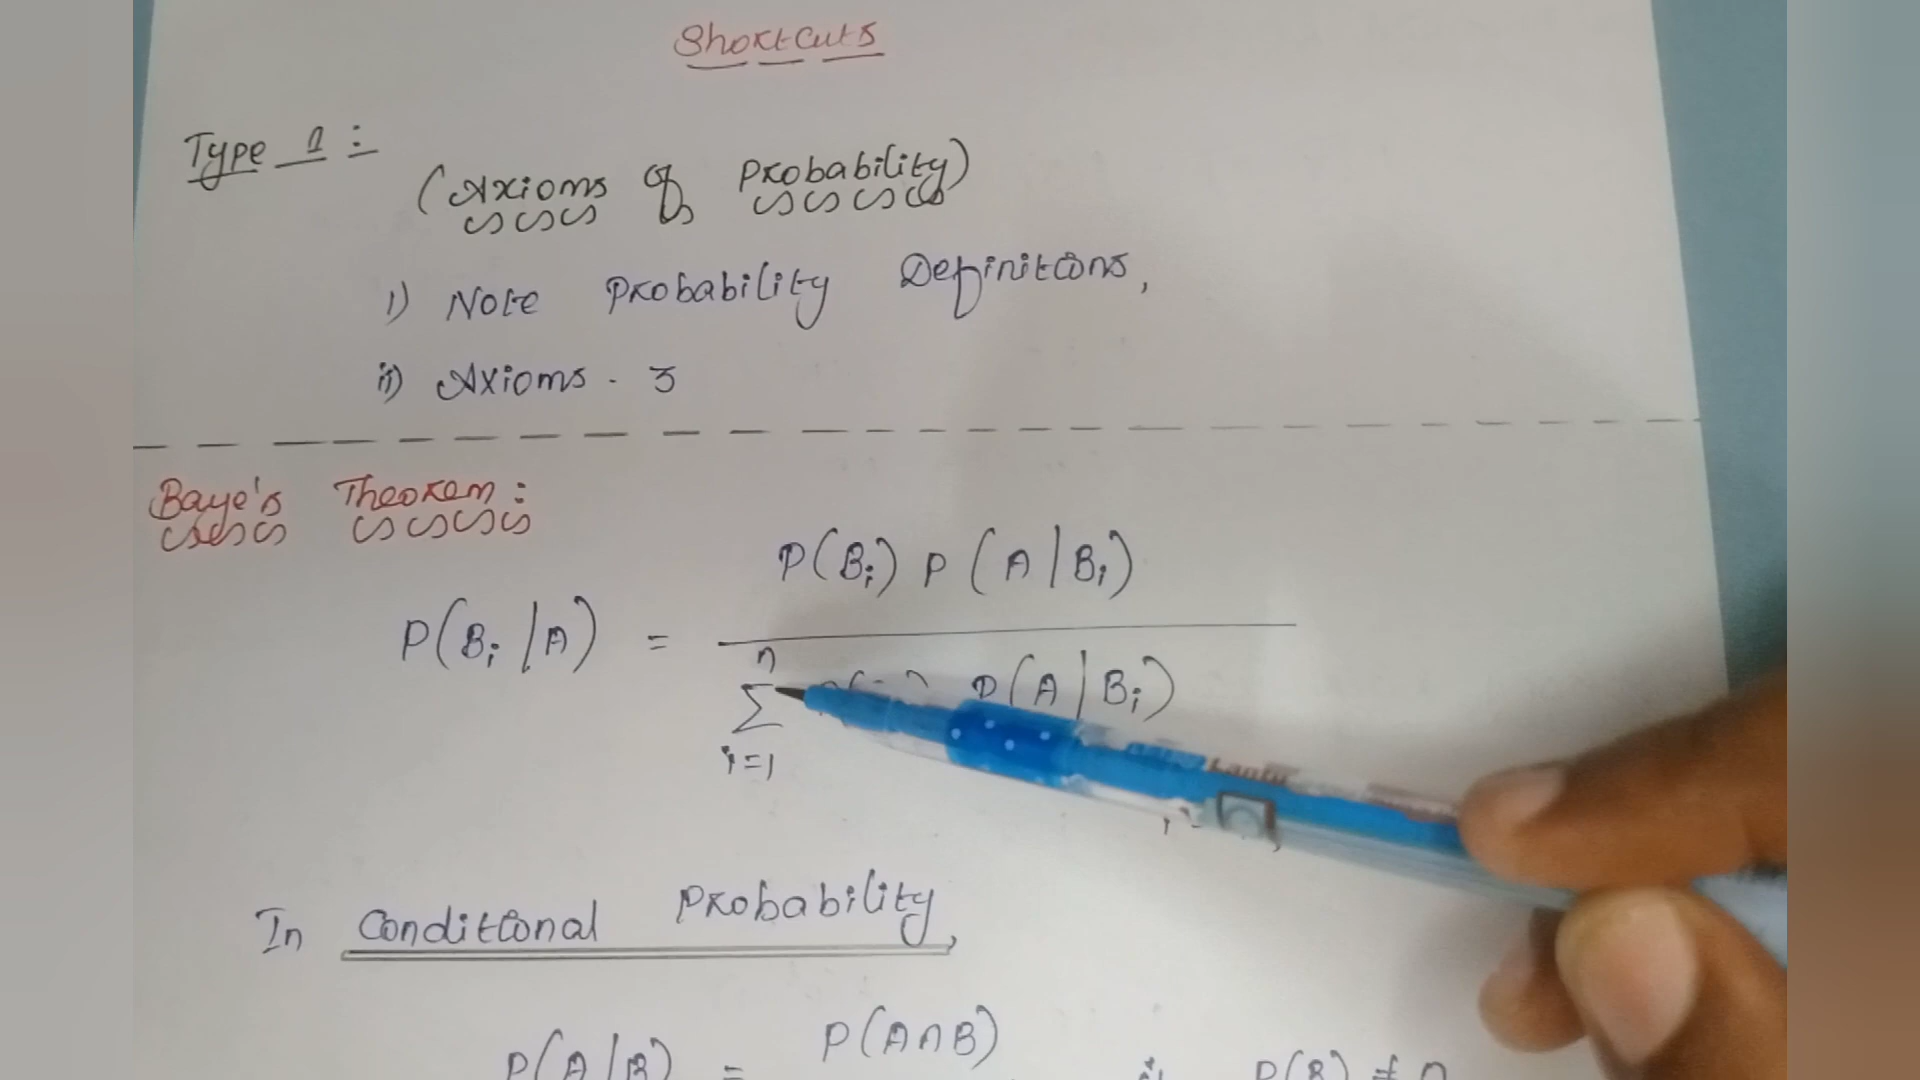 Shortcuts
Type 1 :
(Axioms of Probability)
i) Note Probability Definitions,
ii) Axioms - 3
Baye's Theorem :
P(Bi) P(A|Bi)
P(Bi/A) =
n
Σ P(A|Bi)
i=1
In Conditional Probability,
P(A∩B)
P(A/B) = P(B) ≠ 0